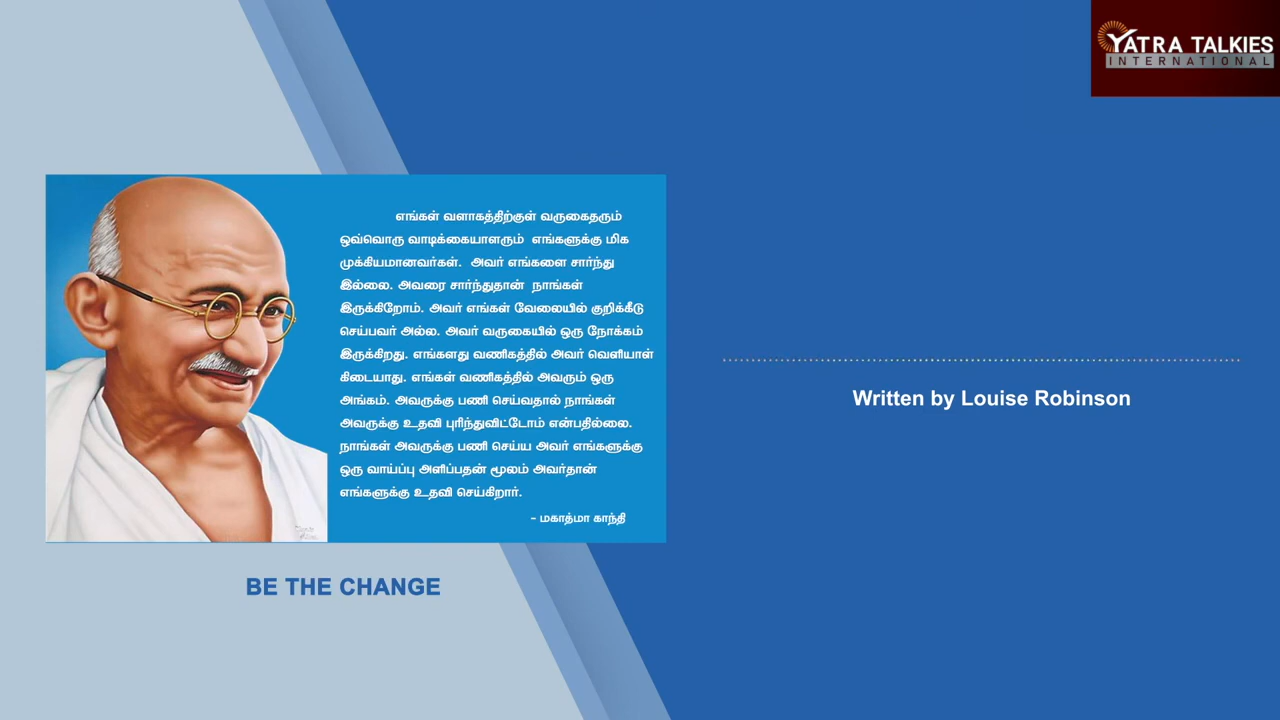 YATRA TALKIES
INTERNATIONAL
எங்கள் வளாகத்திற்குள் வருகைதரும்
ஒவ்வொரு வாடிக்கையாளரும் எங்களுக்கு மிக
முக்கியமானவர்கள். அவர் எங்களை சார்ந்து
இல்லை. அவரை சார்ந்துதான் நாங்கள்
இருக்கிறோம். அவர் எங்கள் வேலையில் குறிக்கீடு
செய்பவர் அல்ல. அவர் வருகையில் ஒரு நோக்கம்
இருக்கிறது. எங்களது வணிகத்தில் அவர் வெளியாள்
கிடையாது. எங்கள் வணிகத்தில் அவரும் ஒரு
அங்கம். அவருக்கு பணி செய்வதால் நாங்கள்
அவருக்கு உதவி புரிந்துவிட்டோம் என்பதில்லை.
நாங்கள் அவருக்கு பணி செய்ய அவர் எங்களுக்கு
ஒரு வாய்ப்பு அளிப்பதன் மூலம் அவர்தான்
எங்களுக்கு உதவி செய்கிறார்.
- மகாத்மா காந்தி
BE THE CHANGE
Written by Louise Robinson